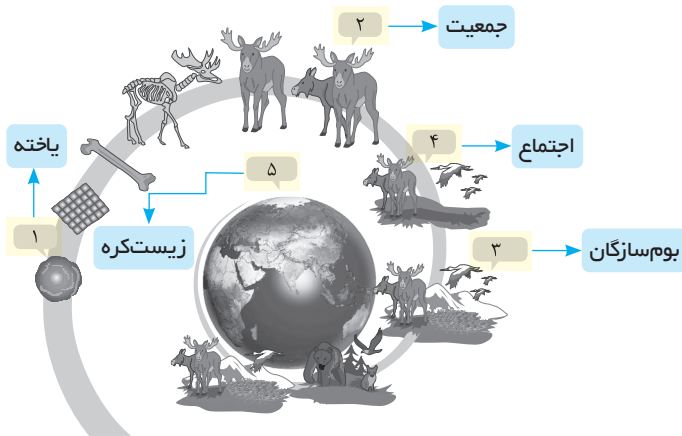 ۲ جمعیت
۴ اجتماع
یاخته
۵
۱
زیست‌کره
۳ بوم‌سازگان